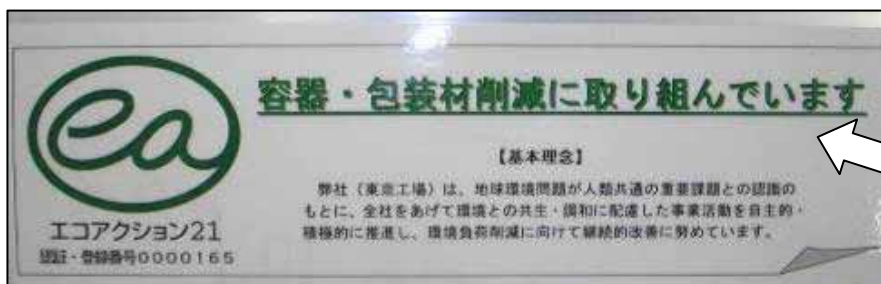 ea
容器・包装材削減に取り組んでいます
【基本理念】
弊社（東京工場）は、地球環境問題が人類共通の重要課題との認識の
もとに、全社をあげて環境との共生・調和に配慮した事業活動を自主的・
積極的に推進し、環境負荷削減に向けて継続的改善に努めています。
エコアクション21
認証・登録番号0000165